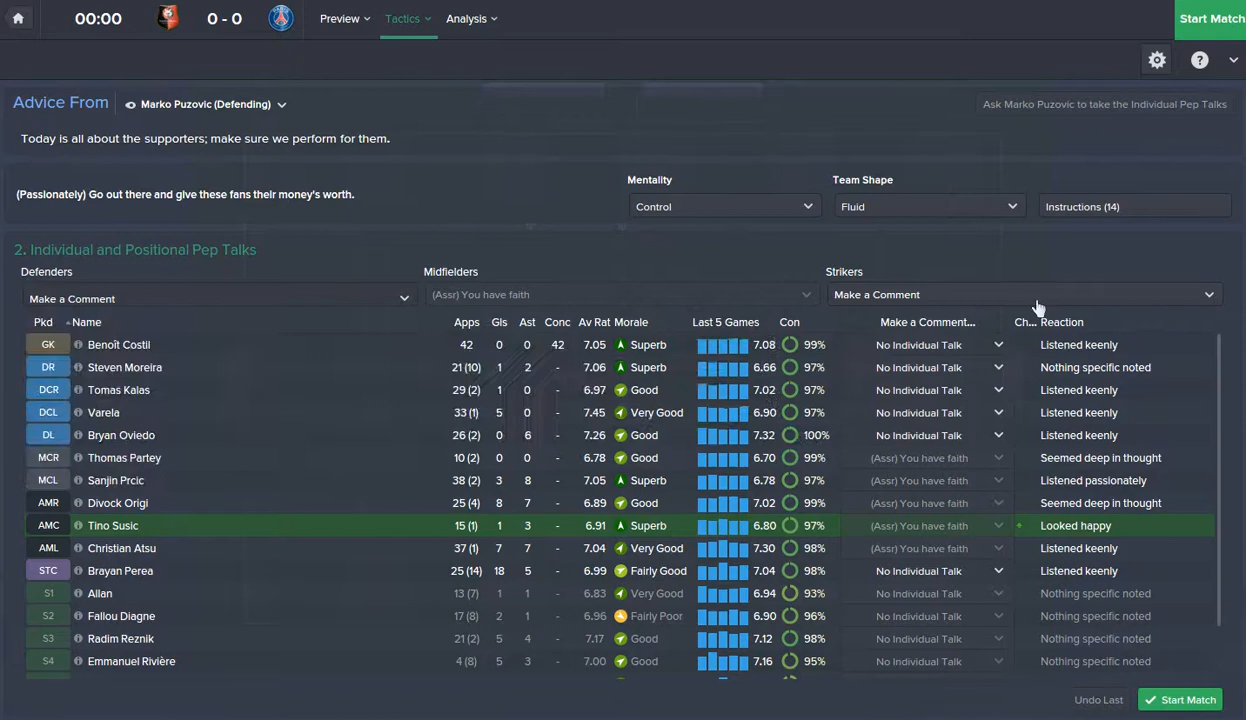 00:00 0 - 0 Preview Tactics Analysis Start Match
Advice From Marko Puzovic (Defending) Ask Marko Puzovic to take the Individual Pep Talks
Today is all about the supporters; make sure we perform for them.
Mentality Team Shape
(Passionately) Go out there and give these fans their money's worth. Control Fluid Instructions (14)
2. Individual and Positional Pep Talks
Defenders Midfielders Strikers
Make a Comment (Assr) You have faith Make a Comment
Pkd Name Apps Gls Ast Conc Av Rat Morale Last 5 Games Con Make a Comment... Ch... Reaction
GK Benoît Costil 42 0 0 42 7.05 Superb 7.08 99% No Individual Talk Listened keenly
DR Steven Moreira 21 (10) 1 2 - 7.06 Superb 6.66 97% No Individual Talk Nothing specific noted
DCR Tomas Kalas 29 (2) 1 0 - 6.97 Good 7.02 97% No Individual Talk Listened keenly
DCL Varela 33 (1) 5 0 - 7.45 Very Good 6.90 97% No Individual Talk Listened keenly
DL Bryan Oviedo 26 (2) 0 6 - 7.26 Good 7.32 100% No Individual Talk Listened keenly
MCR Thomas Partey 10 (2) 0 0 - 6.78 Good 6.70 99% (Assr) You have faith Seemed deep in thought
MCL Sanjin Prcic 38 (2) 3 8 - 7.05 Superb 6.78 97% (Assr) You have faith Listened passionately
AMR Divock Origi 25 (4) 8 7 - 6.89 Good 7.02 99% (Assr) You have faith Seemed deep in thought
AMC Tino Susic 15 (1) 1 3 - 6.91 Superb 6.80 97% (Assr) You have faith Looked happy
AML Christian Atsu 37 (1) 7 7 - 7.04 Very Good 7.30 98% (Assr) You have faith Listened keenly
STC Brayan Perea 25 (14) 18 5 - 6.99 Fairly Good 7.04 98% No Individual Talk Listened keenly
S1 Allan 13 (7) 1 1 - 6.83 Very Good 6.94 93% No Individual Talk Nothing specific noted
S2 Fallou Diagne 17 (8) 2 1 - 6.96 Fairly Poor 6.90 96% No Individual Talk Nothing specific noted
S3 Radim Reznik 21 (2) 5 4 - 7.17 Good 7.12 98% No Individual Talk Nothing specific noted
S4 Emmanuel Rivière 4 (8) 5 3 - 7.00 Good 7.16 95% No Individual Talk Nothing specific noted
Undo Last Start Match